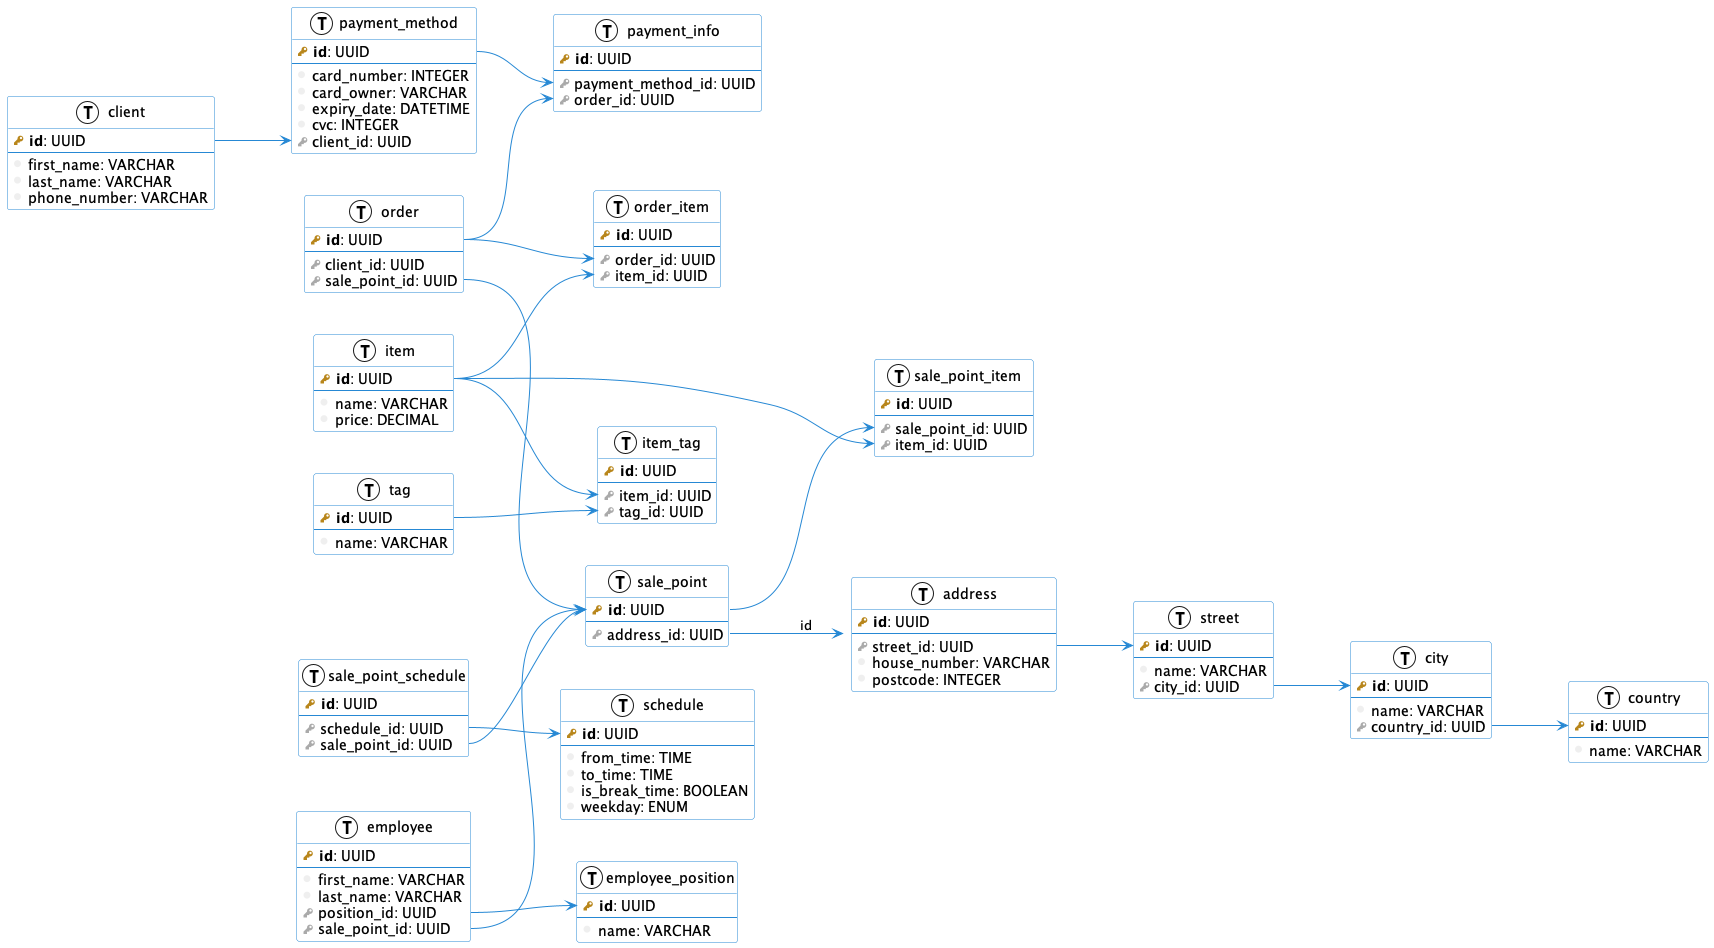 T payment_method
id: UUID
card_number: INTEGER
card_owner: VARCHAR
expiry_date: DATETIME
cvc: INTEGER
client_id: UUID
T payment_info
id: UUID
payment_method_id: UUID
order_id: UUID
T client
id: UUID
first_name: VARCHAR
last_name: VARCHAR
phone_number: VARCHAR
T order
id: UUID
client_id: UUID
sale_point_id: UUID
T order_item
id: UUID
order_id: UUID
item_id: UUID
T item
id: UUID
name: VARCHAR
price: DECIMAL
T sale_point_item
id: UUID
sale_point_id: UUID
item_id: UUID
T item_tag
id: UUID
item_id: UUID
tag_id: UUID
T tag
id: UUID
name: VARCHAR
T sale_point
id: UUID
address_id: UUID
id
T address
id: UUID
street_id: UUID
house_number: VARCHAR
postcode: INTEGER
T street
id: UUID
name: VARCHAR
city_id: UUID
T city
id: UUID
name: VARCHAR
country_id: UUID
T country
id: UUID
name: VARCHAR
T sale_point_schedule
id: UUID
schedule_id: UUID
sale_point_id: UUID
T schedule
id: UUID
from_time: TIME
to_time: TIME
is_break_time: BOOLEAN
weekday: ENUM
T employee
id: UUID
first_name: VARCHAR
last_name: VARCHAR
position_id: UUID
sale_point_id: UUID
T employee_position
id: UUID
name: VARCHAR